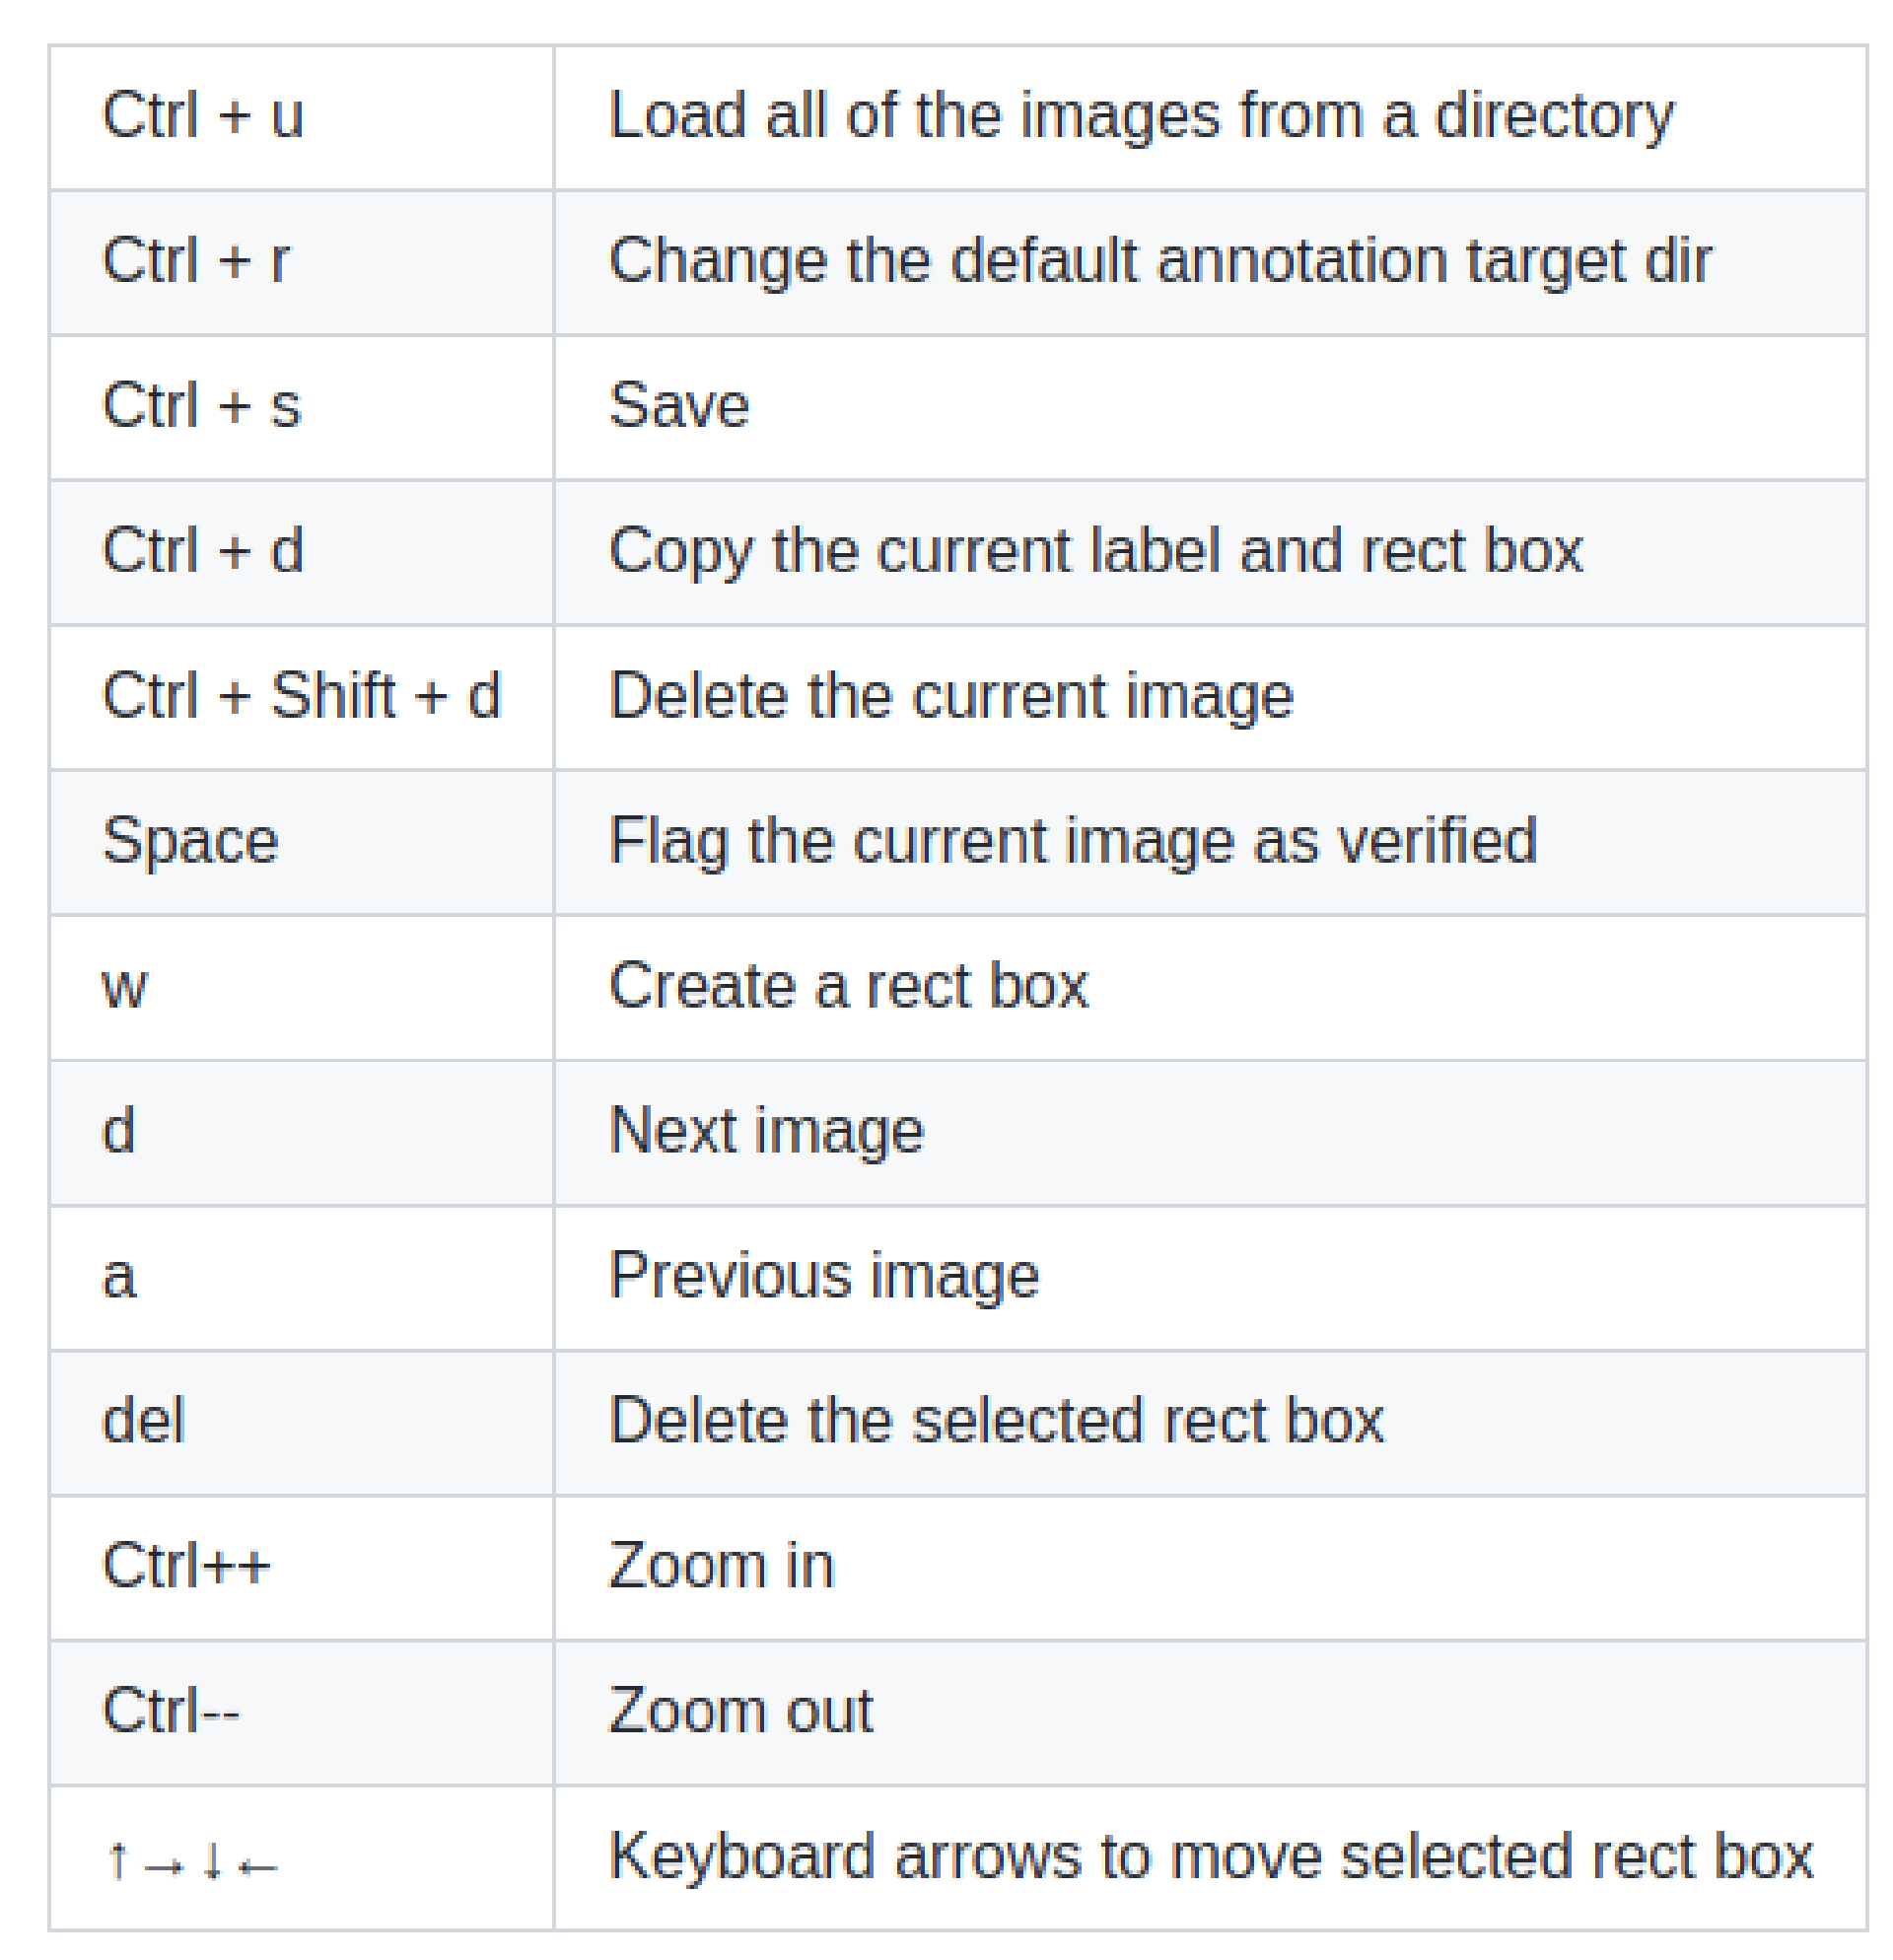 Ctrl + u Load all of the images from a directory
Ctrl + r Change the default annotation target dir
Ctrl + s Save
Ctrl + d Copy the current label and rect box
Ctrl + Shift + d Delete the current image
Space Flag the current image as verified
w Create a rect box
d Next image
a Previous image
del Delete the selected rect box
Ctrl++ Zoom in
Ctrl-- Zoom out
↑→↓← Keyboard arrows to move selected rect box